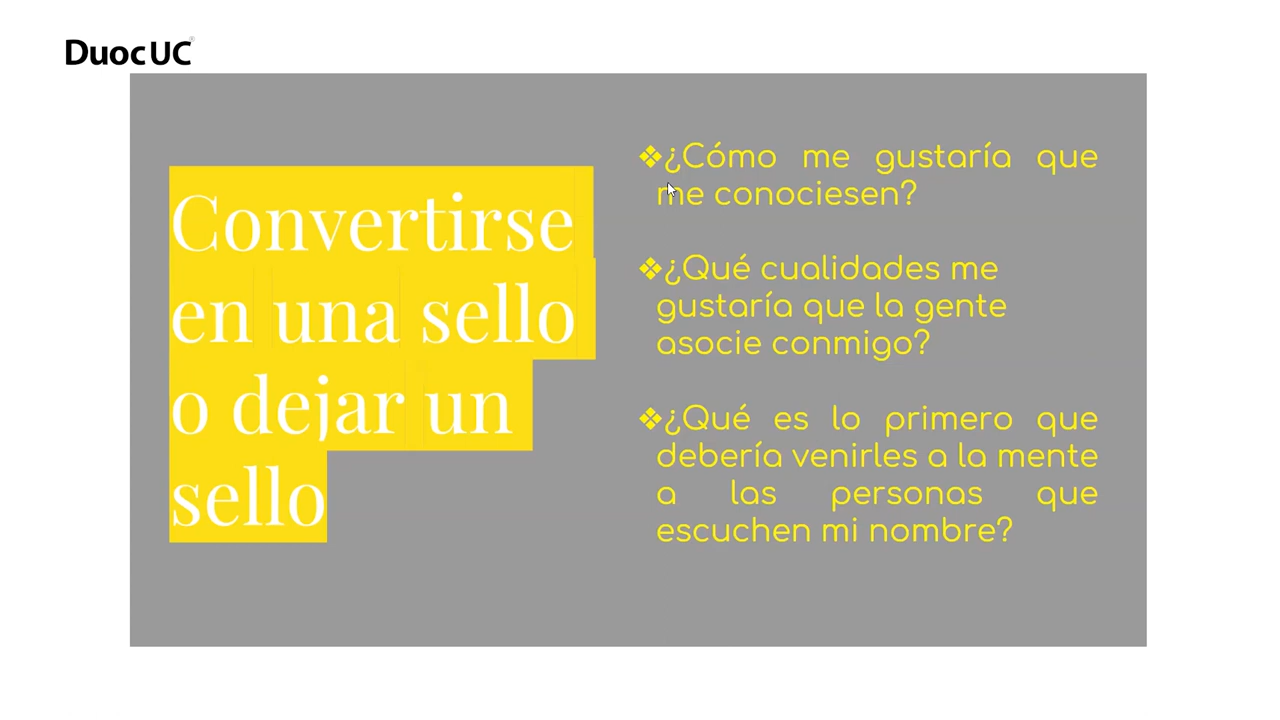 DuocUC®
Convertirse
en una sello
o dejar un
sello
❖¿Cómo me gustaría que
me conociesen?
❖¿Qué cualidades me
gustaría que la gente
asocie conmigo?
❖¿Qué es lo primero que
debería venirles a la mente
a las personas que
escuchen mi nombre?